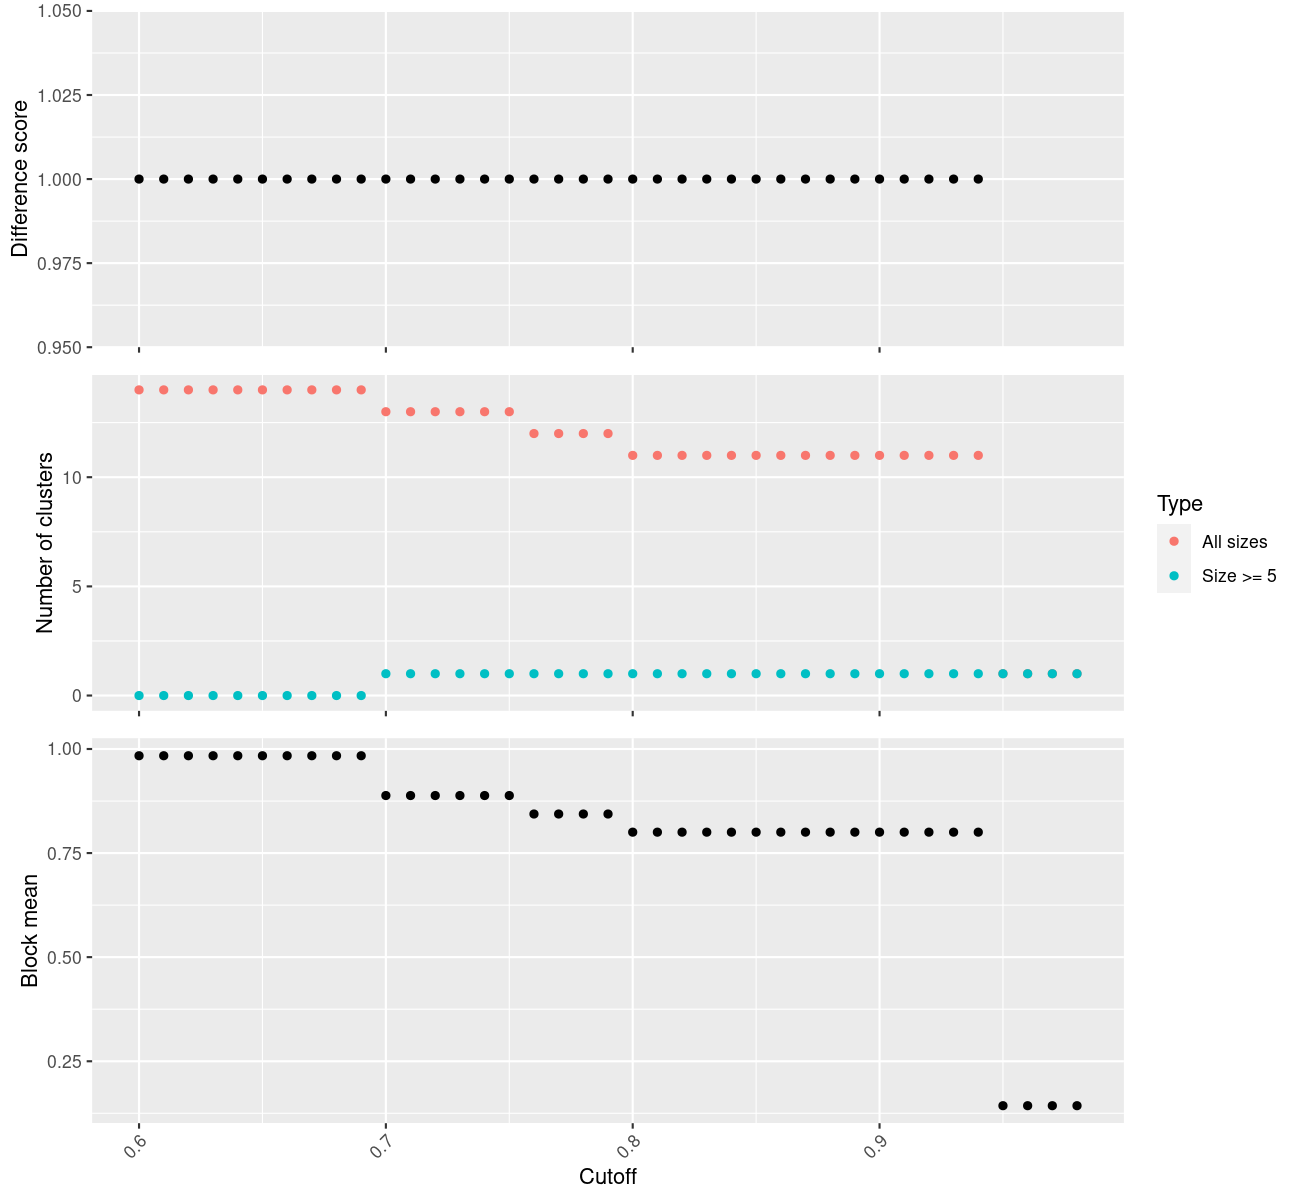 1.050
1.025
1.000
0.975
0.950
Difference score
10
5
0
Number of clusters
Type
All sizes
Size >= 5
1.00
0.75
0.50
0.25
Block mean
0.6 0.7 0.8 0.9
Cutoff